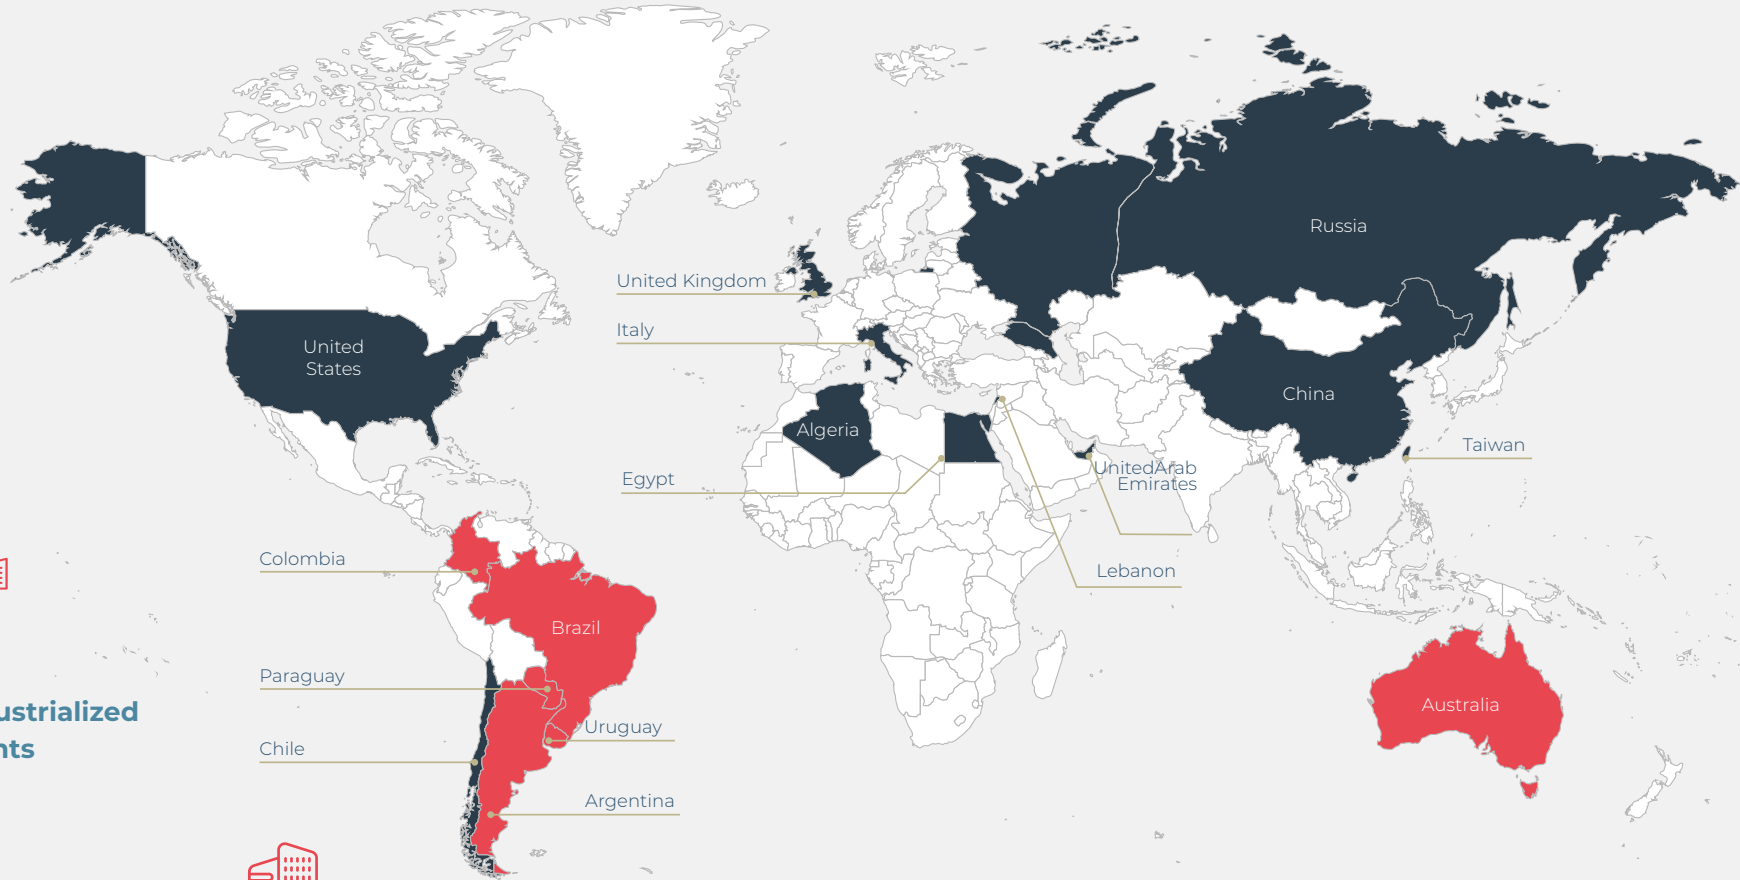 Russia
United Kingdom
Italy
United
States
China
Algeria
Taiwan
UnitedArab
Emirates
Egypt
Colombia
Lebanon
Brazil
Paraguay
Australia
ustrialized
Uruguay
nts
Chile
Argentina